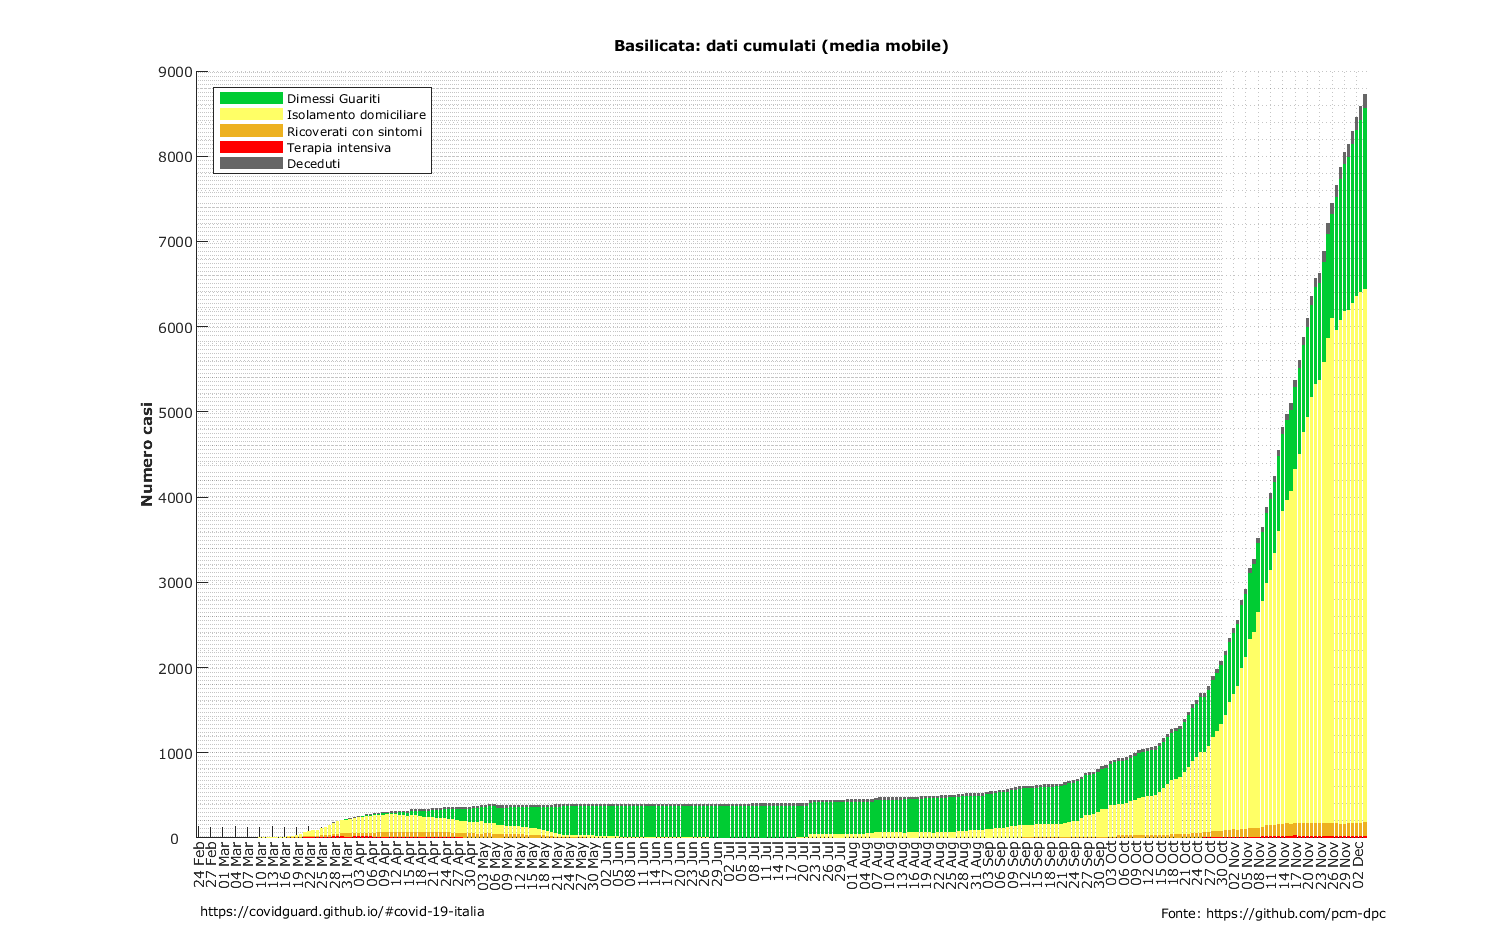 Basilicata: dati cumulati (media mobile)
9000
8000
7000
6000
5000
4000
3000
2000
1000
0
Numero casi
Dimessi Guariti
Isolamento domiciliare
Ricoverati con sintomi
Terapia intensiva
Deceduti
24 Feb
27 Feb
01 Mar
04 Mar
07 Mar
10 Mar
13 Mar
16 Mar
19 Mar
22 Mar
25 Mar
28 Mar
31 Mar
03 Apr
06 Apr
09 Apr
12 Apr
15 Apr
18 Apr
21 Apr
24 Apr
27 Apr
30 Apr
03 May
06 May
09 May
12 May
15 May
18 May
21 May
24 May
27 May
30 May
02 Jun
05 Jun
08 Jun
11 Jun
14 Jun
17 Jun
20 Jun
23 Jun
26 Jun
29 Jun
02 Jul
05 Jul
08 Jul
11 Jul
14 Jul
17 Jul
20 Jul
23 Jul
26 Jul
29 Jul
01 Aug
04 Aug
07 Aug
10 Aug
13 Aug
16 Aug
19 Aug
22 Aug
25 Aug
28 Aug
31 Aug
03 Sep
06 Sep
09 Sep
12 Sep
15 Sep
18 Sep
21 Sep
24 Sep
27 Sep
30 Sep
03 Oct
06 Oct
09 Oct
12 Oct
15 Oct
18 Oct
21 Oct
24 Oct
27 Oct
30 Oct
02 Nov
05 Nov
08 Nov
11 Nov
14 Nov
17 Nov
20 Nov
23 Nov
26 Nov
29 Nov
02 Dec
https://covidguard.github.io/#covid-19-italia
Fonte: https://github.com/pcm-dpc